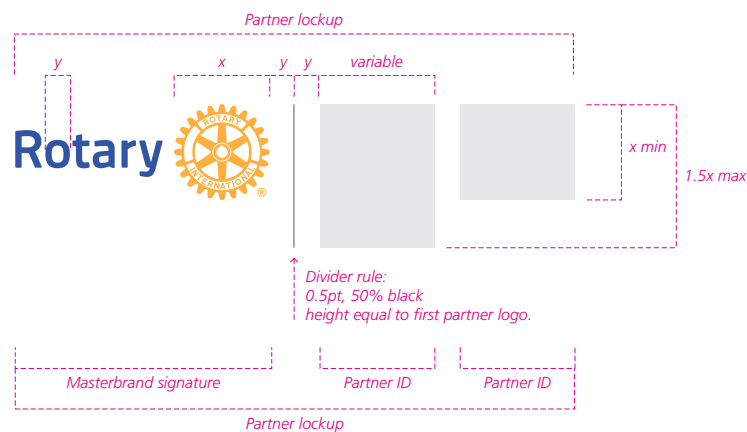 Partner lockup
y
x
y
y
variable
Rotary
ROTARY
INTERNATIONAL
®
x min
1.5x max
Divider rule:
0.5pt, 50% black
height equal to first partner logo.
Masterbrand signature
Partner ID
Partner ID
Partner lockup